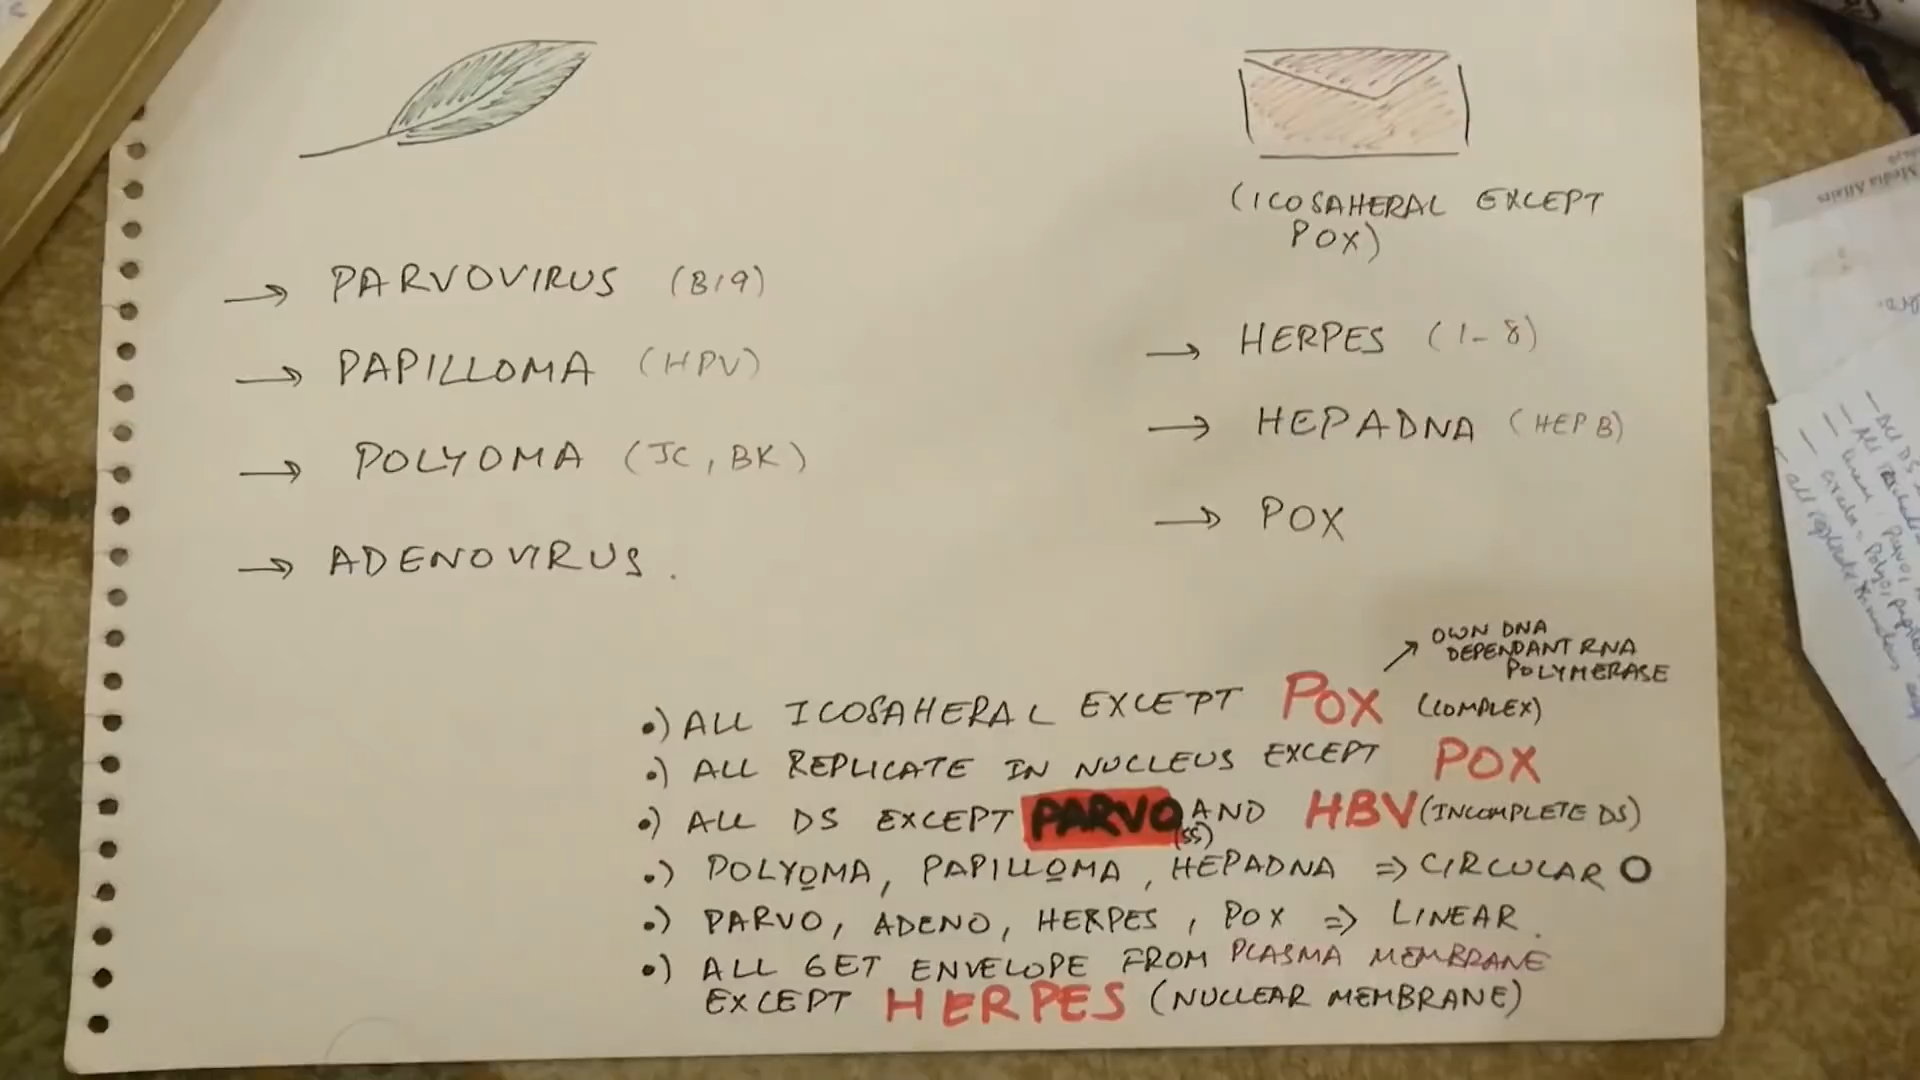 (ICOSAHERAL EXCEPT
POX)
→ PARVOVIRUS (B19)
→ PAPILLOMA (HPV)
→ POLYOMA (JC, BK)
→ ADENOVIRUS.
→ HERPES (1-8)
→ HEPADNA (HEP B)
→ POX
OWN DNA
DEPENDANT RNA
POLYMERASE
•) ALL ICOSAHERAL EXCEPT POX (COMPLEX)
•) ALL REPLICATE IN NUCLEUS EXCEPT POX
•) ALL DS EXCEPT PARVO (SS) AND HBV (INCOMPLETE DS)
•) POLYOMA, PAPILLOMA, HEPADNA ⇒ CIRCULAR O
•) PARVO, ADENO, HERPES, POX ⇒ LINEAR.
•) ALL GET ENVELOPE FROM PLASMA MEMBRANE
EXCEPT HERPES (NUCLEAR MEMBRANE)
Media Affairs